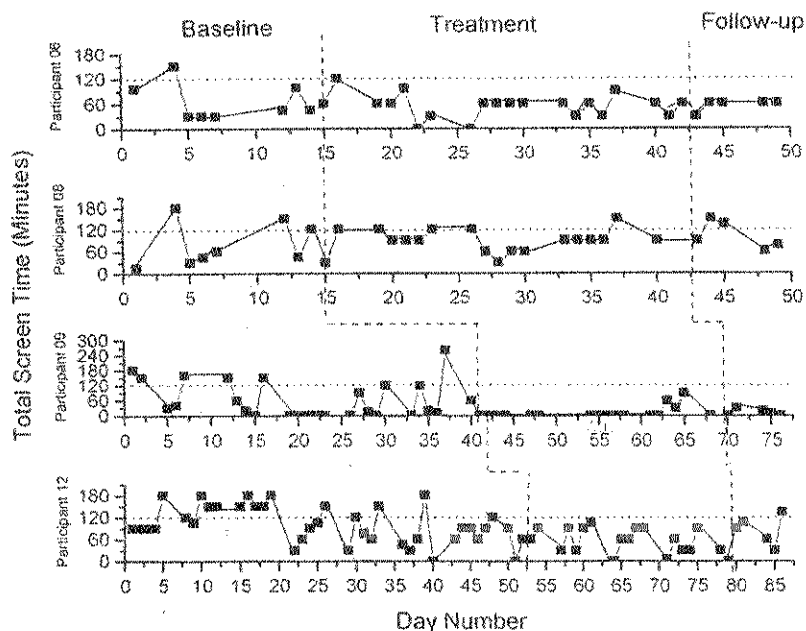 Baseline Treatment Follow-up
Total Screen Time (Minutes)
Participant 06
180
120
60
0
0 5 10 15 20 25 30 35 40 45 50
Participant 08
180
120
60
0
0 5 10 15 20 25 30 35 40 45 50
Participant 09
300
240
180
120
60
0
0 5 10 15 20 25 30 35 40 45 50 55 60 65 70 75
Participant 12
180
120
60
0
0 5 10 15 20 25 30 35 40 45 50 55 60 65 70 75 80 85
Day Number